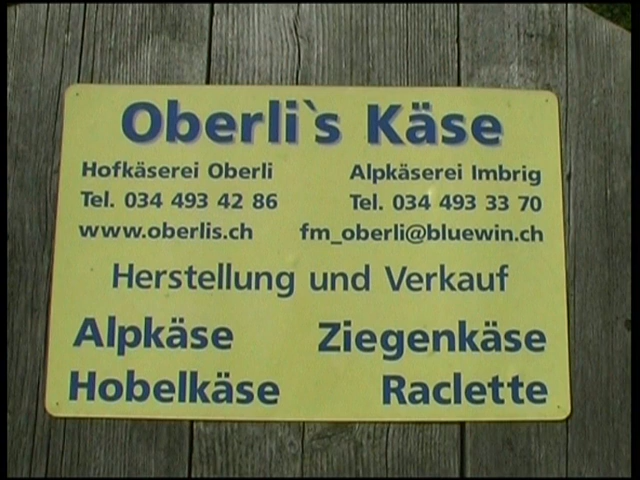 Oberli`s Käse
Hofkäserei Oberli Alpkäserei Imbrig
Tel. 034 493 42 86 Tel. 034 493 33 70
www.oberlis.ch fm_oberli@bluewin.ch
Herstellung und Verkauf
Alpkäse Ziegenkäse
Hobelkäse Raclette